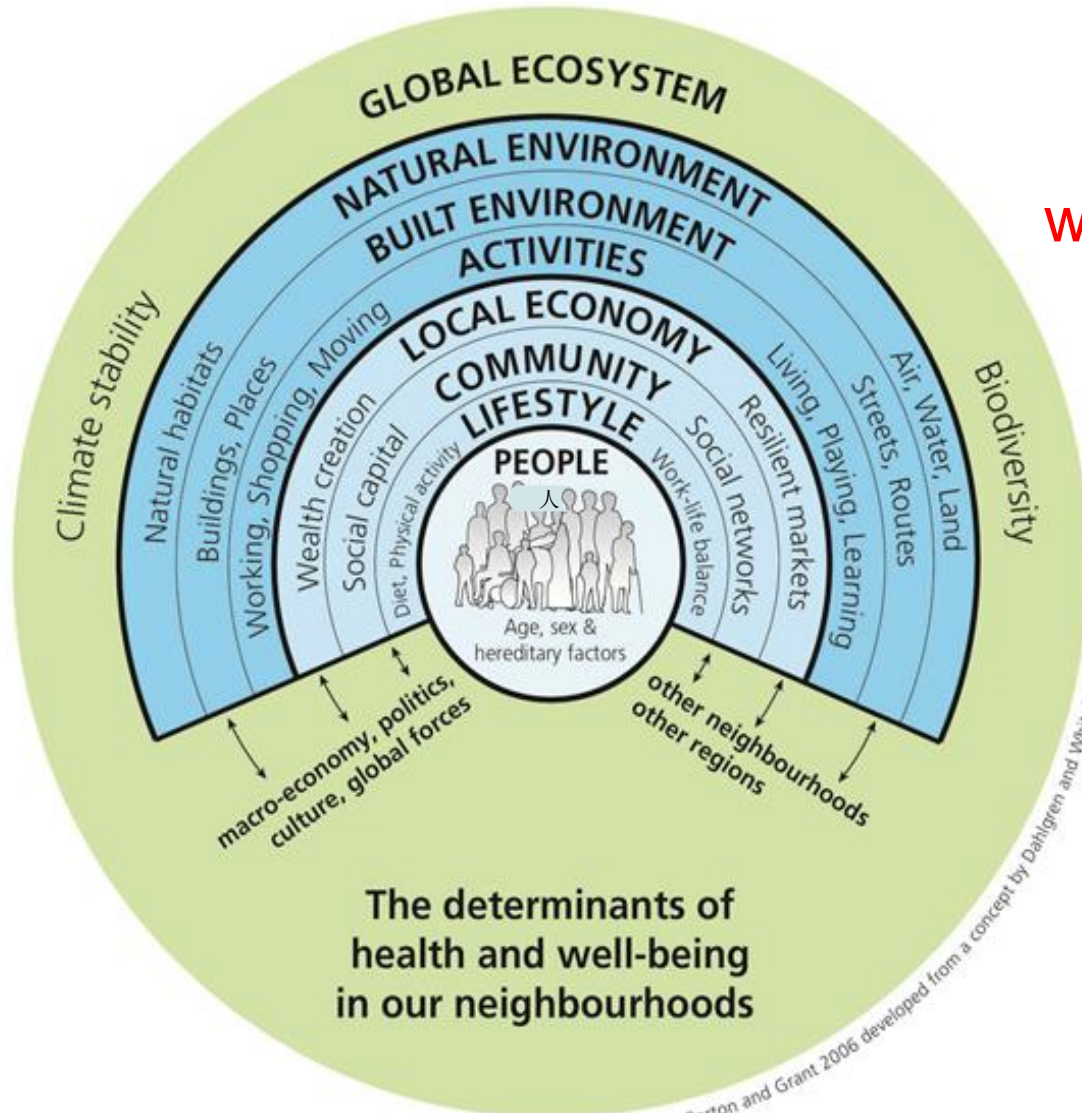 GLOBAL ECOSYSTEM
NATURAL ENVIRONMENT
BUILT ENVIRONMENT
ACTIVITIES
LOCAL ECONOMY
COMMUNITY
LIFESTYLE
PEOPLE
人
Age, sex &
hereditary factors
Climate stability
Natural habitats
Buildings, Places
Working, Shopping, Moving
Wealth creation
Social capital
Diet, Physical activity
Work-life balance
Social networks
Resilient markets
Living, Playing, Learning
Streets, Routes
Air, Water, Land
Biodiversity
macro-economy, politics,
culture, global forces
other neighbourhoods
other regions
The determinants of
health and well-being
in our neighbourhoods
and Grant 2006 developed from a concept by Dahlgren and